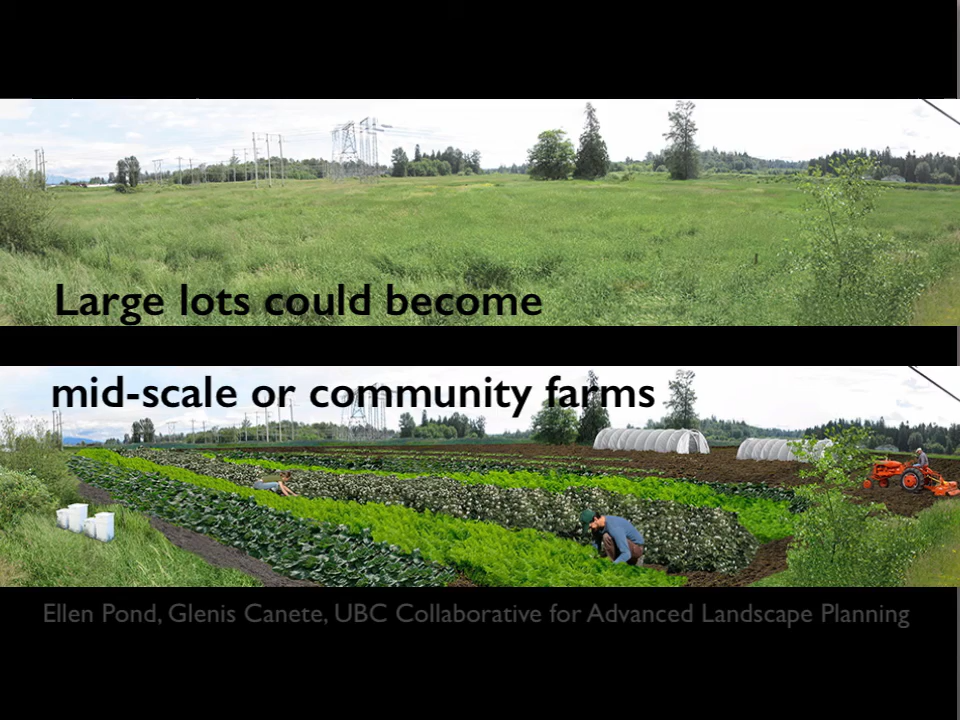 Large lots could become
mid-scale or community farms
Ellen Pond, Glenis Canete, UBC Collaborative for Advanced Landscape Planning